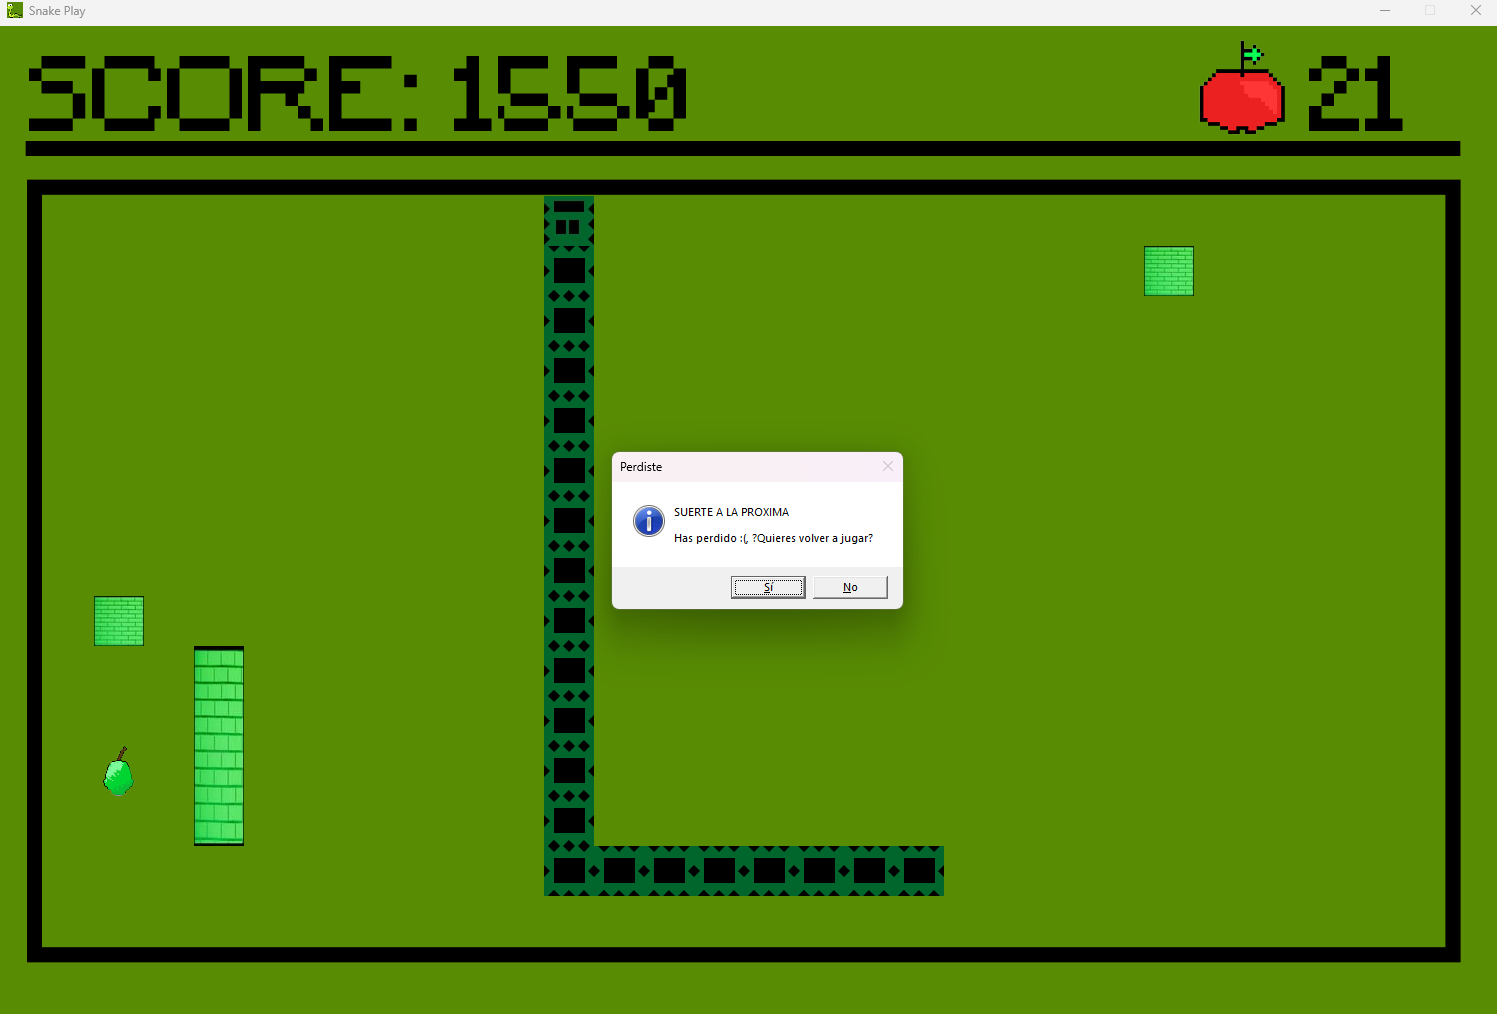 Snake Play
SCORE: 1550
21
Perdiste
SUERTE A LA PROXIMA
Has perdido :(, ?Quieres volver a jugar?
Sí
No